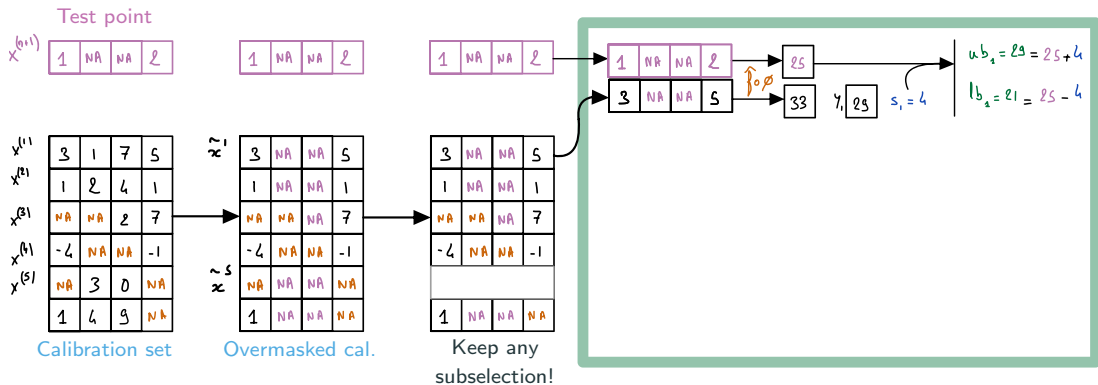 Test point
x⁽ⁿ⁺¹⁾ 1 NA NA 2
1 NA NA 2
1 NA NA 2
1 NA NA 2
25
ub₁ = 29 = 25 + 4
3 NA NA 5
f̂ ∘ φ
33
y₁ 29
s₁ = 4
lb₁ = 21 = 25 - 4
x⁽¹⁾ 3 1 7 5
x⁽²⁾ 1 2 4 1
x⁽³⁾ NA NA 2 7
x⁽⁴⁾ -4 NA NA -1
x⁽⁵⁾ NA 3 0 NA
1 4 9 NA
Calibration set
x̃¹ 3 NA NA 5
1 NA NA 1
NA NA NA 7
-4 NA NA -1
x̃⁵ NA NA NA NA
1 NA NA NA
Overmasked cal.
3 NA NA 5
1 NA NA 1
NA NA NA 7
-4 NA NA -1
1 NA NA NA
Keep any
subselection!